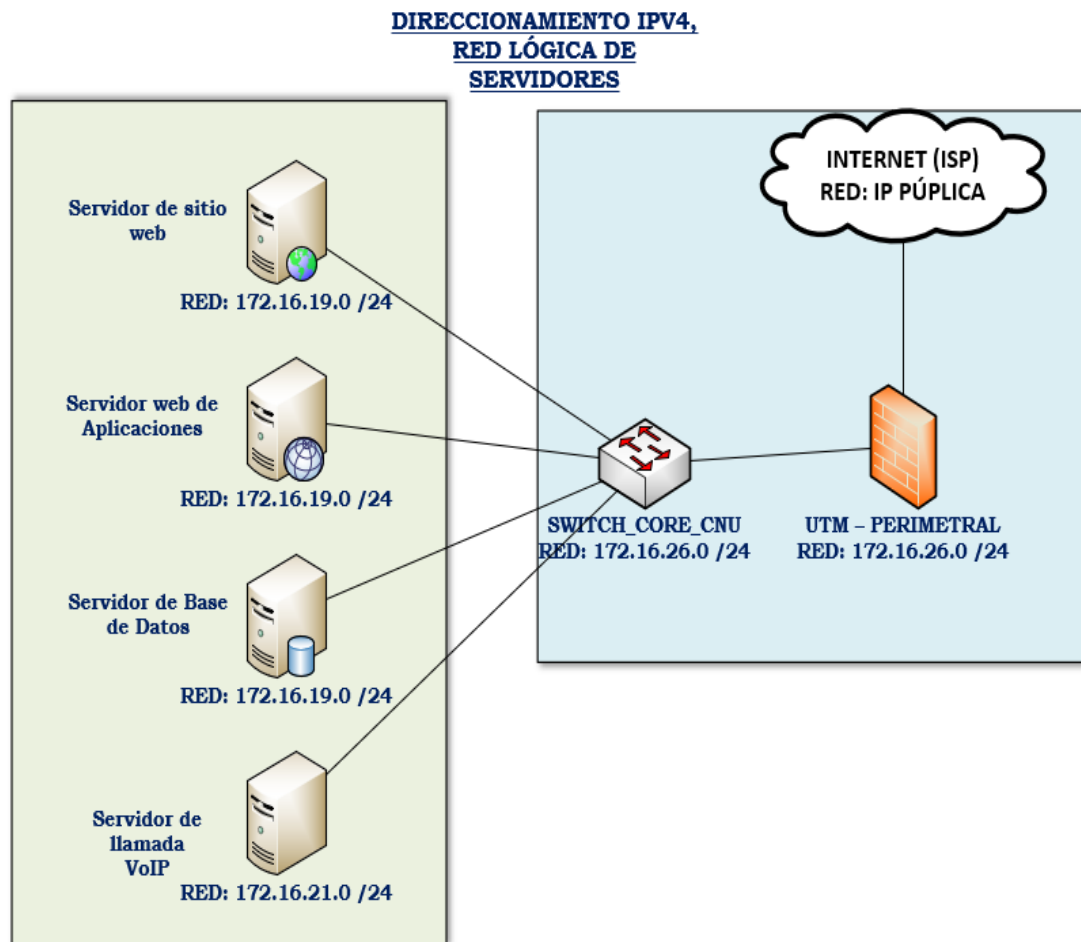 DIRECCIONAMIENTO IPV4,
RED LÓGICA DE
SERVIDORES
Servidor de sitio
web
RED: 172.16.19.0 /24
Servidor web de
Aplicaciones
RED: 172.16.19.0 /24
Servidor de Base
de Datos
RED: 172.16.19.0 /24
Servidor de
llamada
VoIP
RED: 172.16.21.0 /24
INTERNET (ISP)
RED: IP PÚPLICA
SWITCH_CORE_CNU
RED: 172.16.26.0 /24
UTM – PERIMETRAL
RED: 172.16.26.0 /24